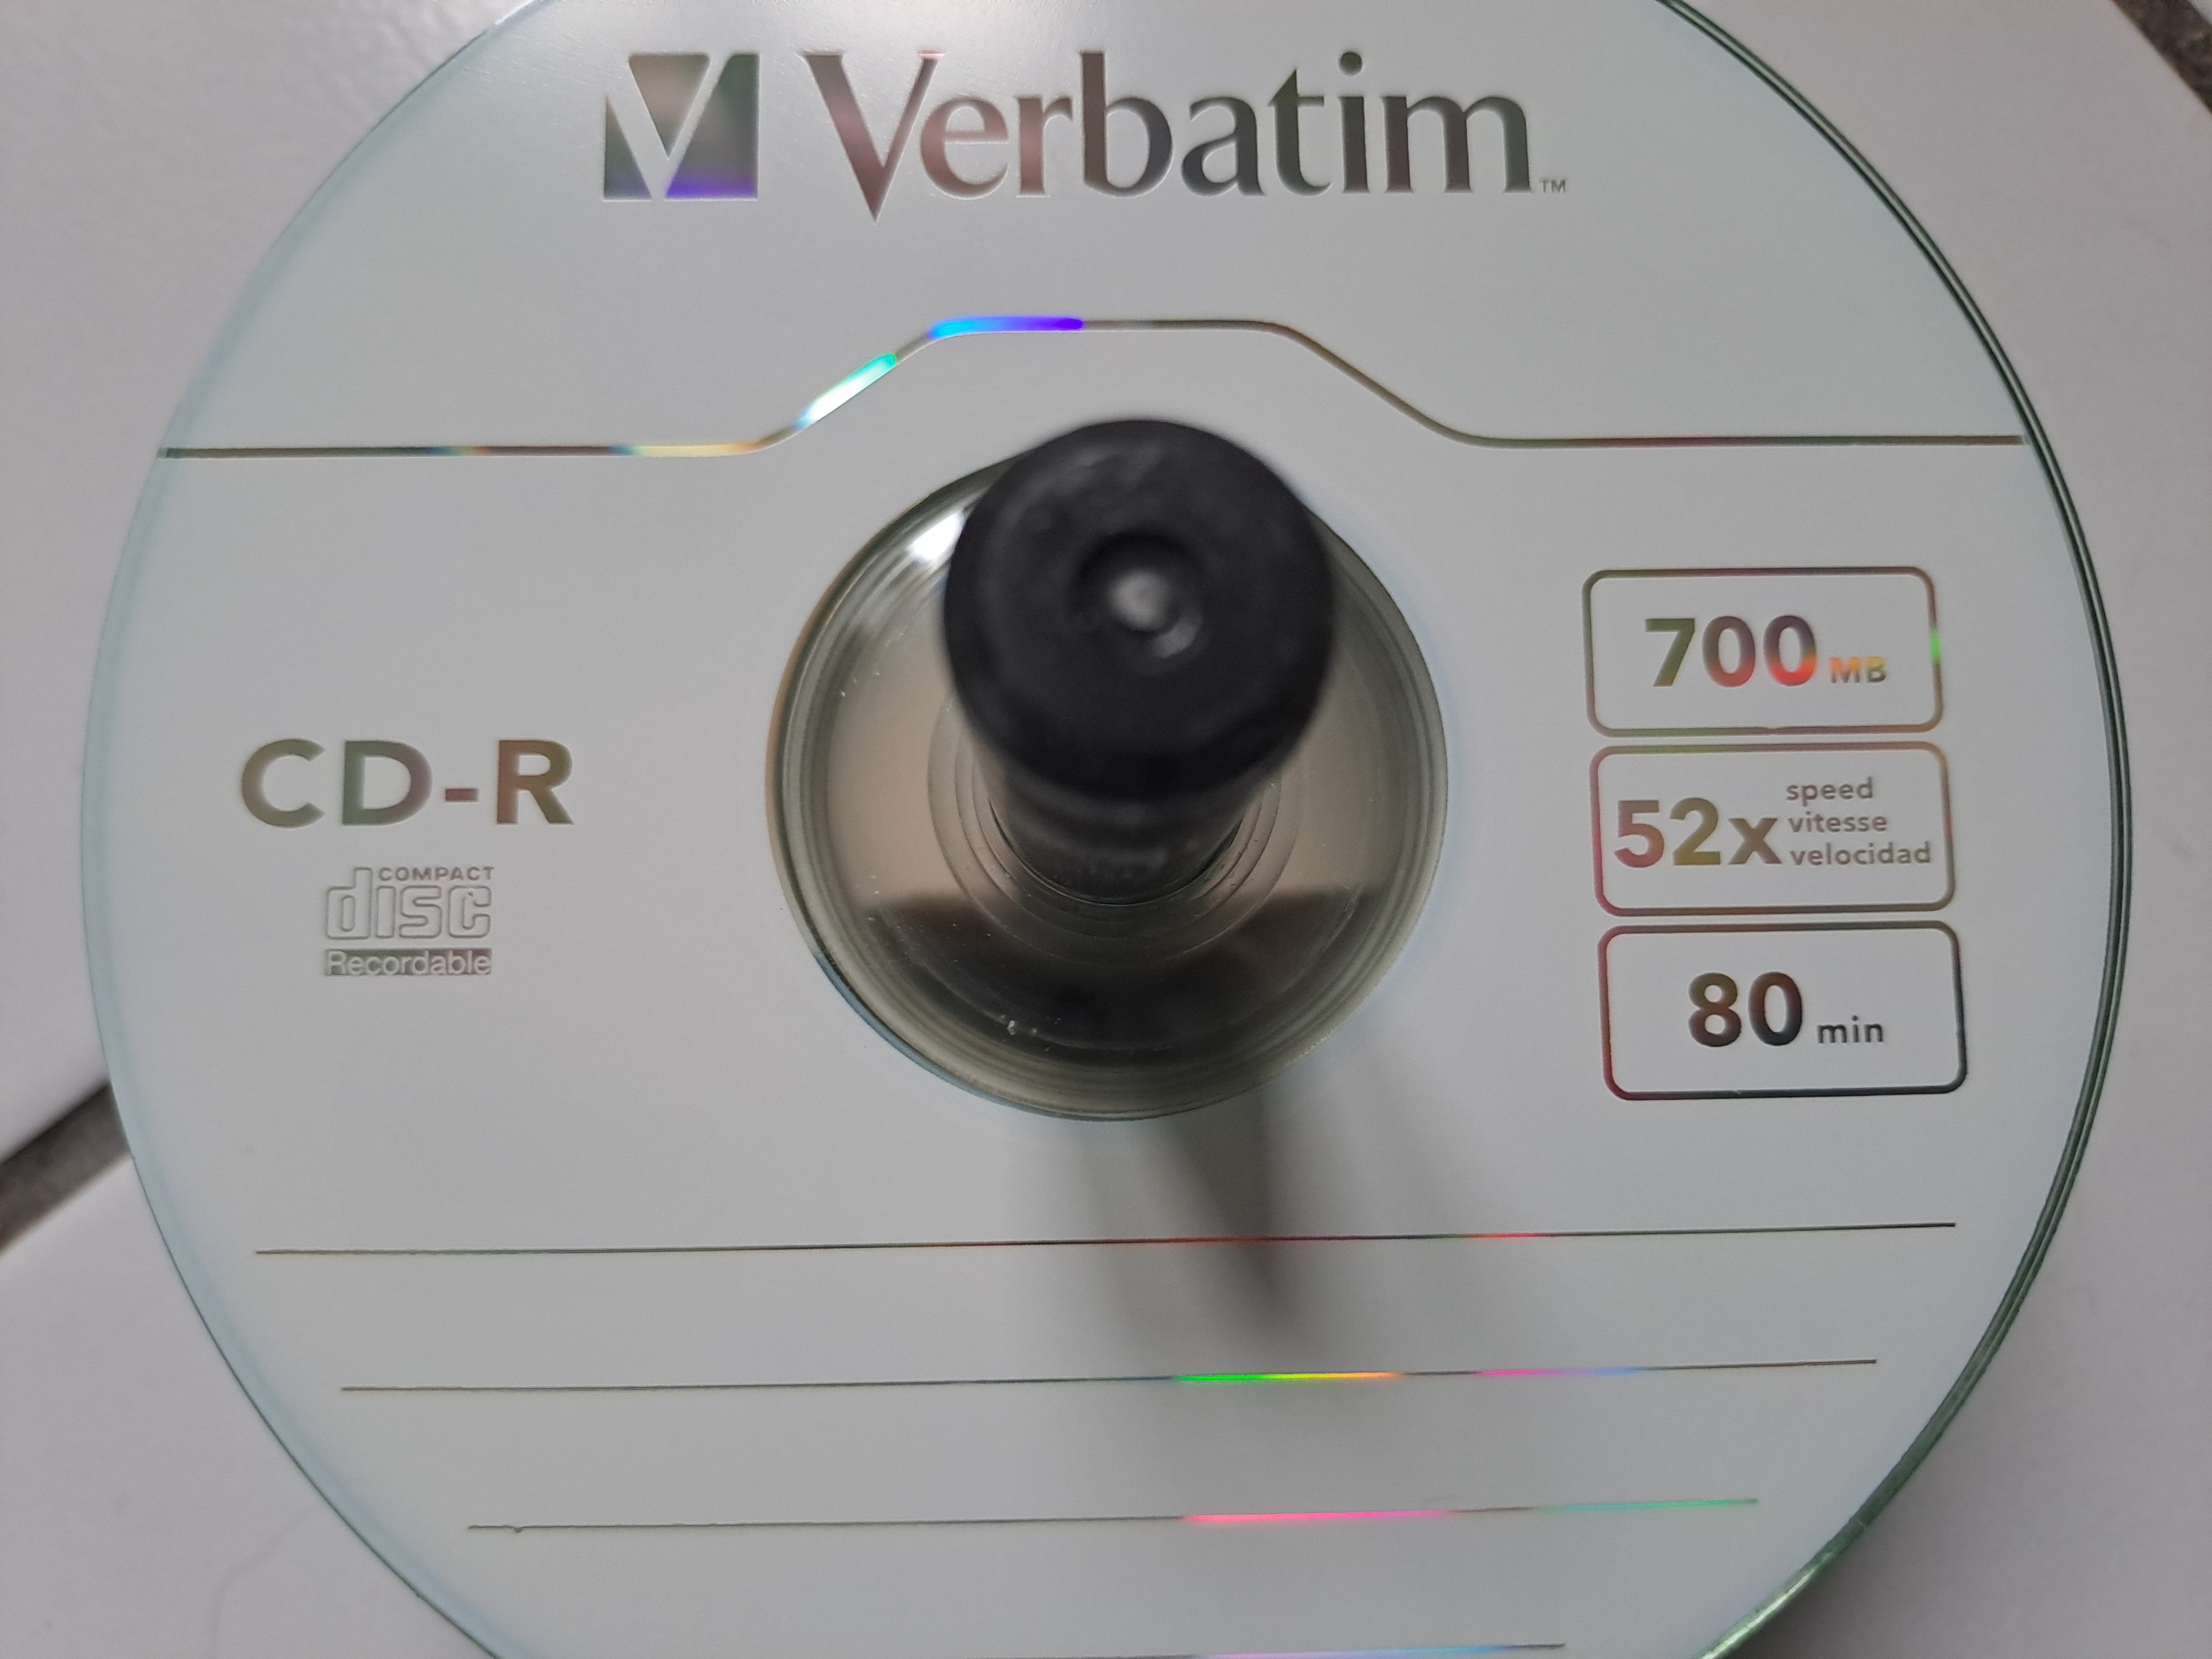 Verbatim™
700 MB
52x speed
vitesse
velocidad
CD-R
COMPACT
disc
Recordable
80 min